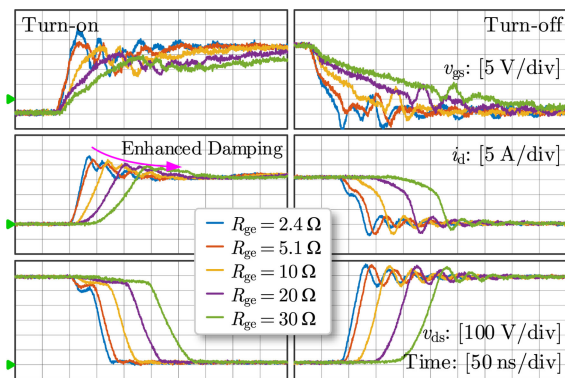 Turn-on
Turn-off
v_gs: [5 V/div]
Enhanced Damping
i_d: [5 A/div]
R_ge = 2.4 Ω
R_ge = 5.1 Ω
R_ge = 10 Ω
R_ge = 20 Ω
R_ge = 30 Ω
v_ds: [100 V/div]
Time: [50 ns/div]